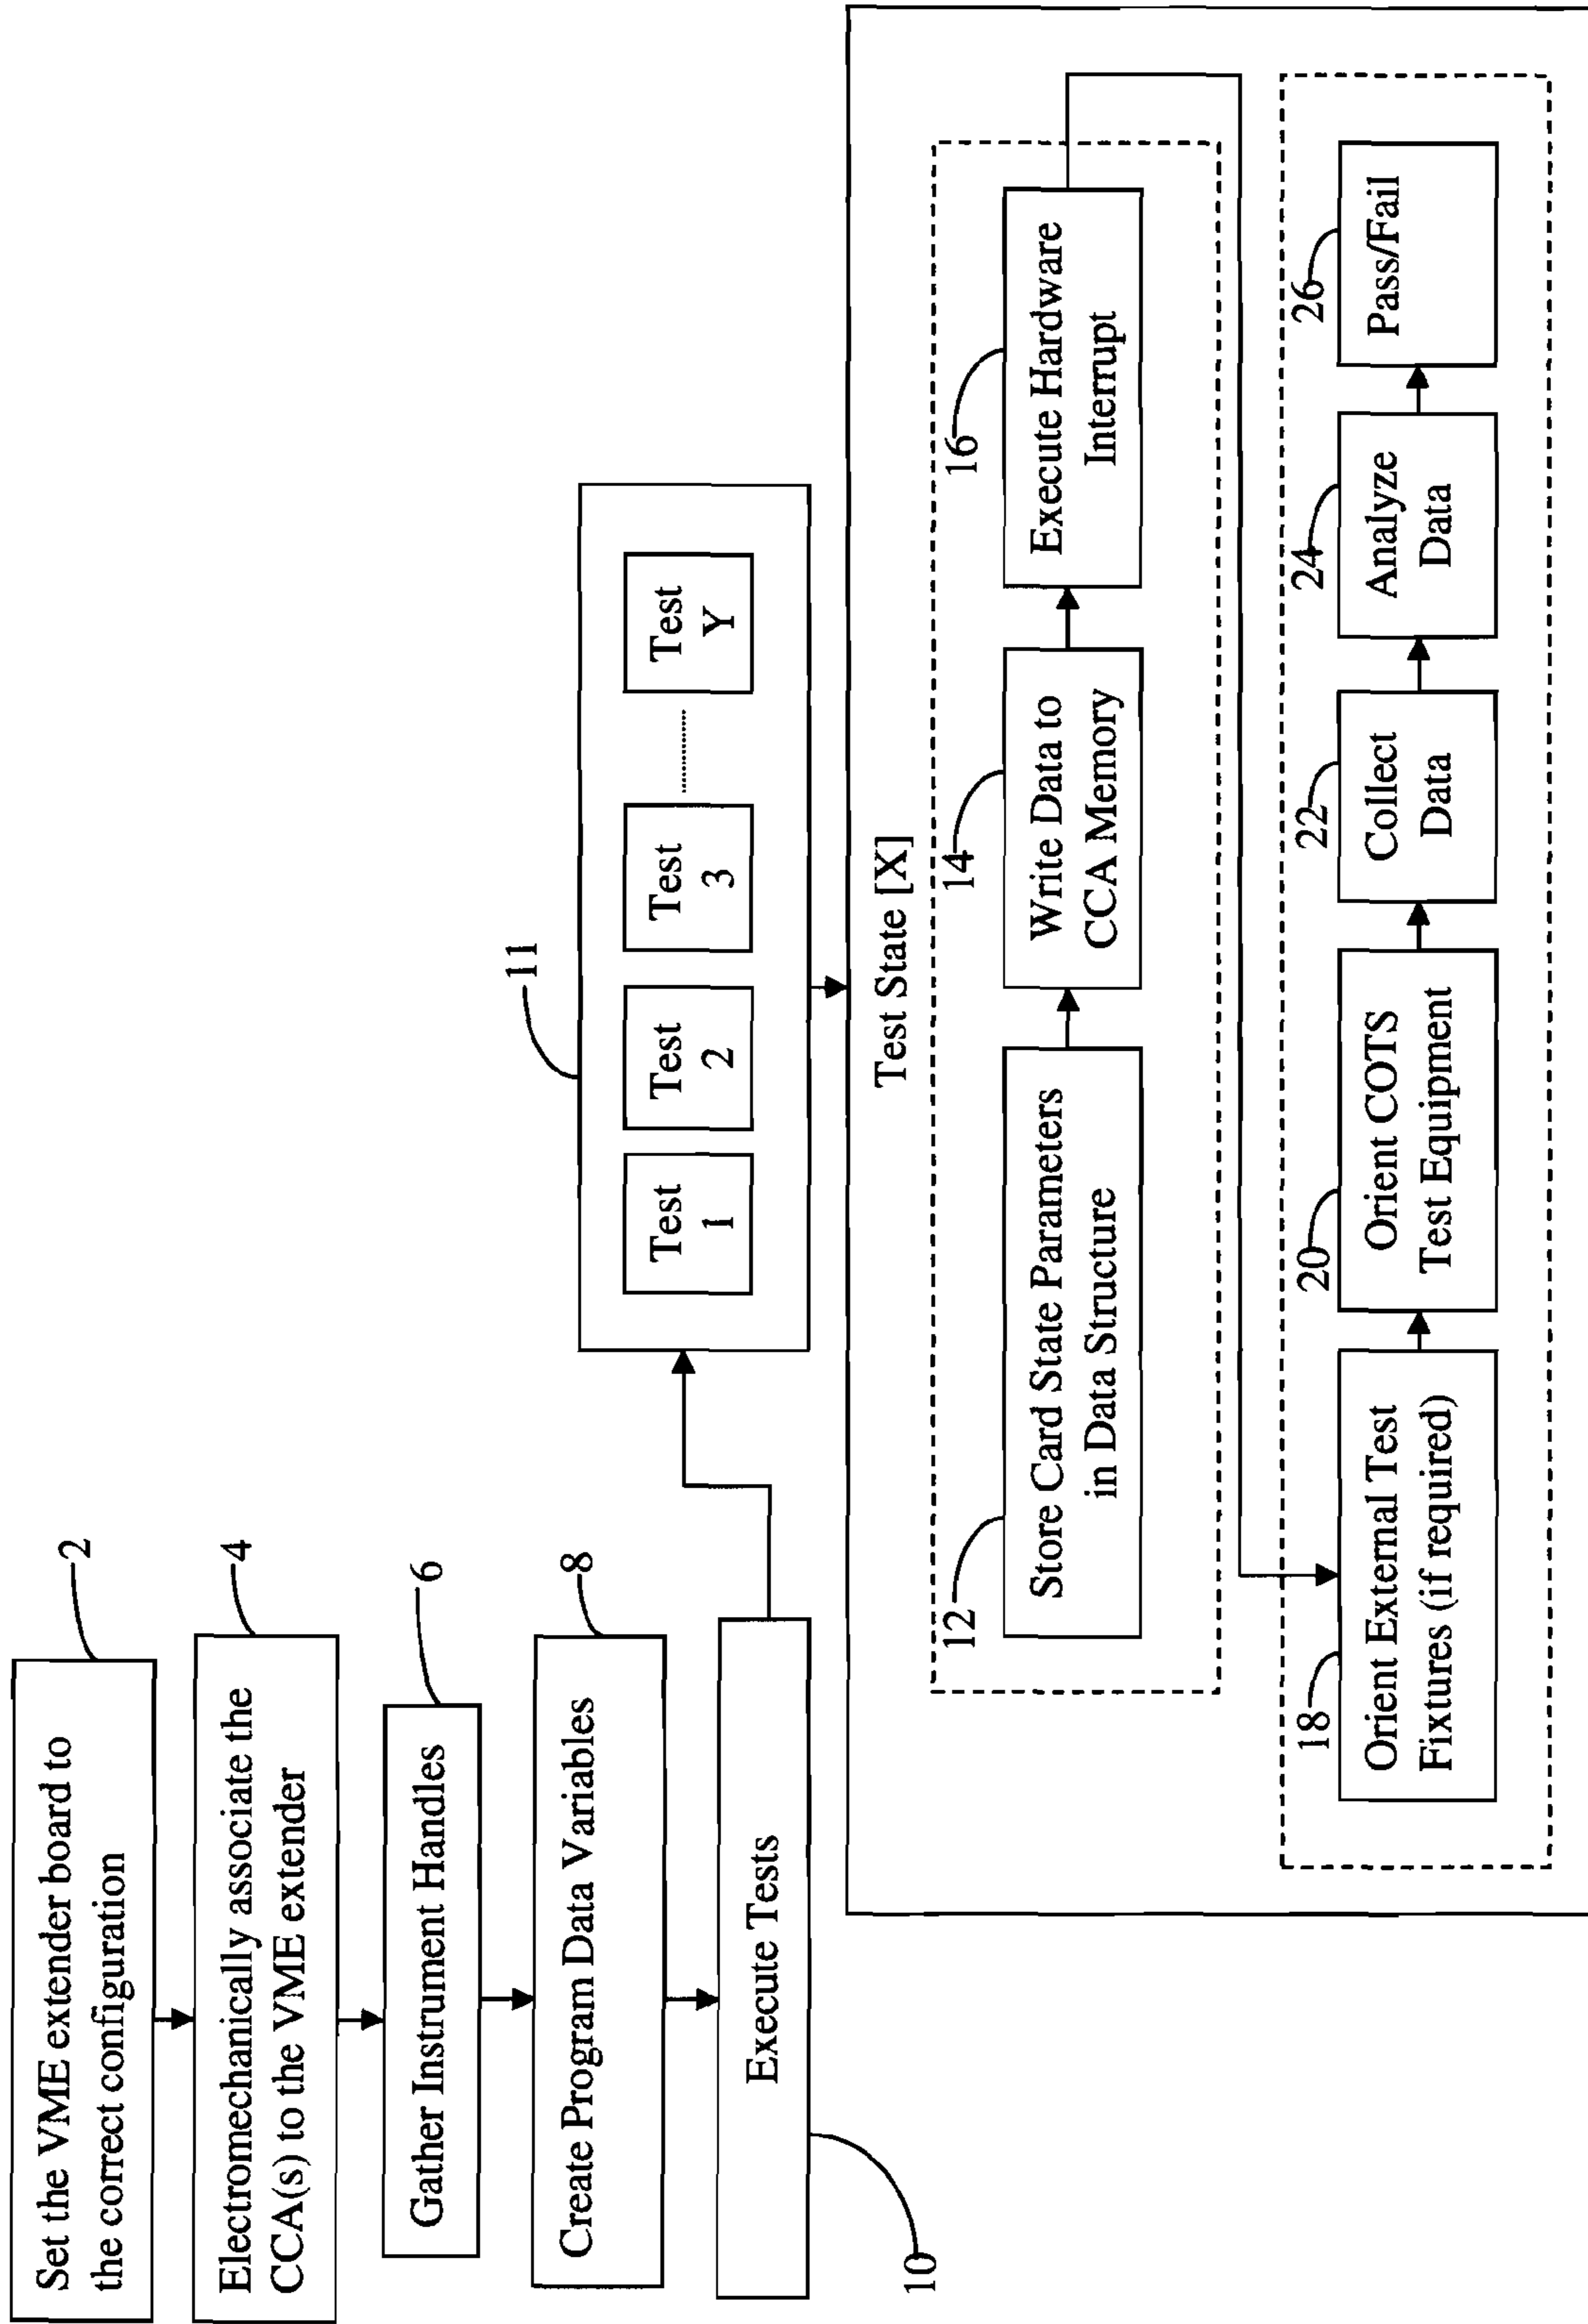 Set the VME extender board to
the correct configuration
2
Electromechanically associate the
CCA(s) to the VME extender
4
Gather Instrument Handles
6
Create Program Data Variables
8
Execute Tests
10
11
Test
1
Test
2
Test
3
Test
Y
Test State [X]
12
Store Card State Parameters
in Data Structure
14
Write Data to
CCA Memory
16
Execute Hardware
Interrupt
18
Orient External Test
Fixtures (if required)
20
Orient COTS
Test Equipment
22
Collect
Data
24
Analyze
Data
26
Pass/Fail